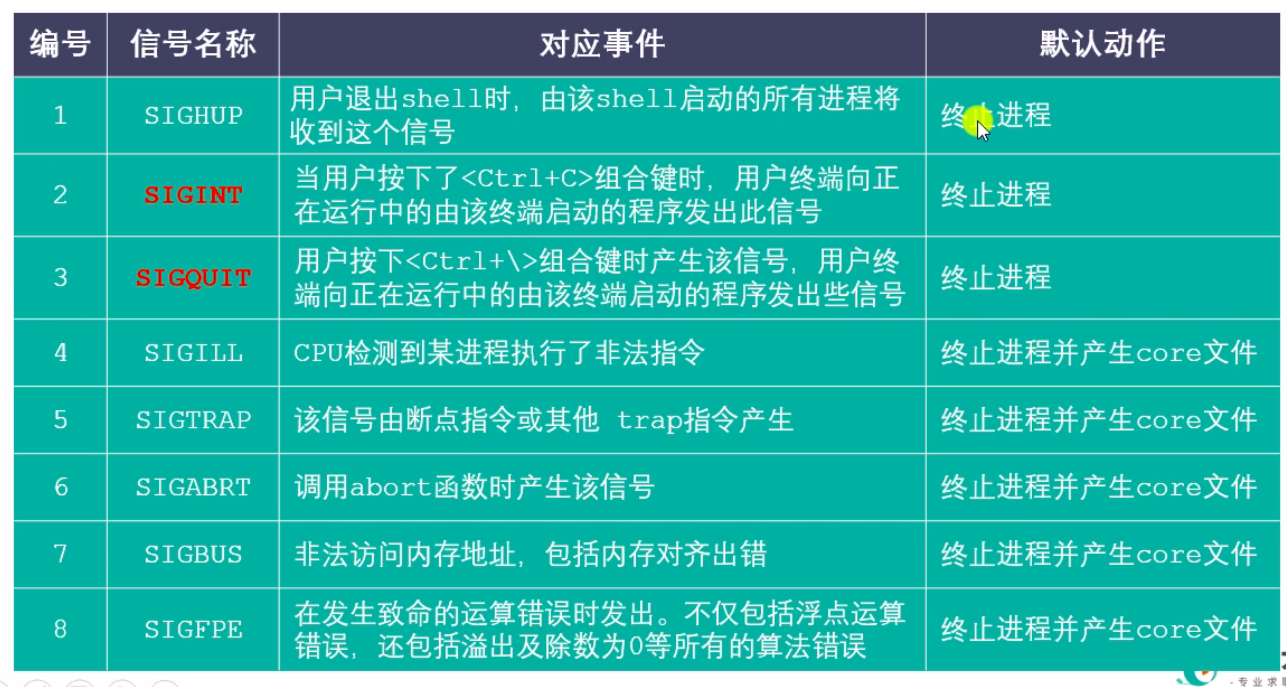 编号 信号名称 对应事件 默认动作
1 SIGHUP 用户退出shell时，由该shell启动的所有进程将
收到这个信号 终止进程
2 SIGINT 当用户按下了<Ctrl+C>组合键时，用户终端向正
在运行中的由该终端启动的程序发出此信号 终止进程
3 SIGQUIT 用户按下<Ctrl+\>组合键时产生该信号，用户终
端向正在运行中的由该终端启动的程序发出些信号 终止进程
4 SIGILL CPU检测到某进程执行了非法指令 终止进程并产生core文件
5 SIGTRAP 该信号由断点指令或其他 trap指令产生 终止进程并产生core文件
6 SIGABRT 调用abort函数时产生该信号 终止进程并产生core文件
7 SIGBUS 非法访问内存地址，包括内存对齐出错 终止进程并产生core文件
8 SIGFPE 在发生致命的运算错误时发出。不仅包括浮点运算
错误，还包括溢出及除数为0等所有的算法错误 终止进程并产生core文件
-专业求